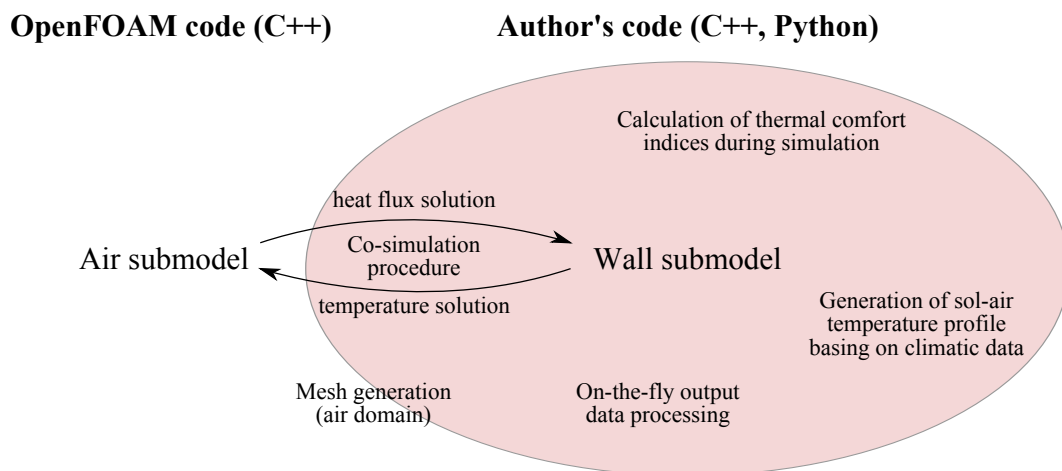 OpenFOAM code (C++)
Author's code (C++, Python)
Calculation of thermal comfort
indices during simulation
heat flux solution
Air submodel
Co-simulation
procedure
Wall submodel
temperature solution
Generation of sol-air
temperature profile
basing on climatic data
Mesh generation
(air domain)
On-the-fly output
data processing